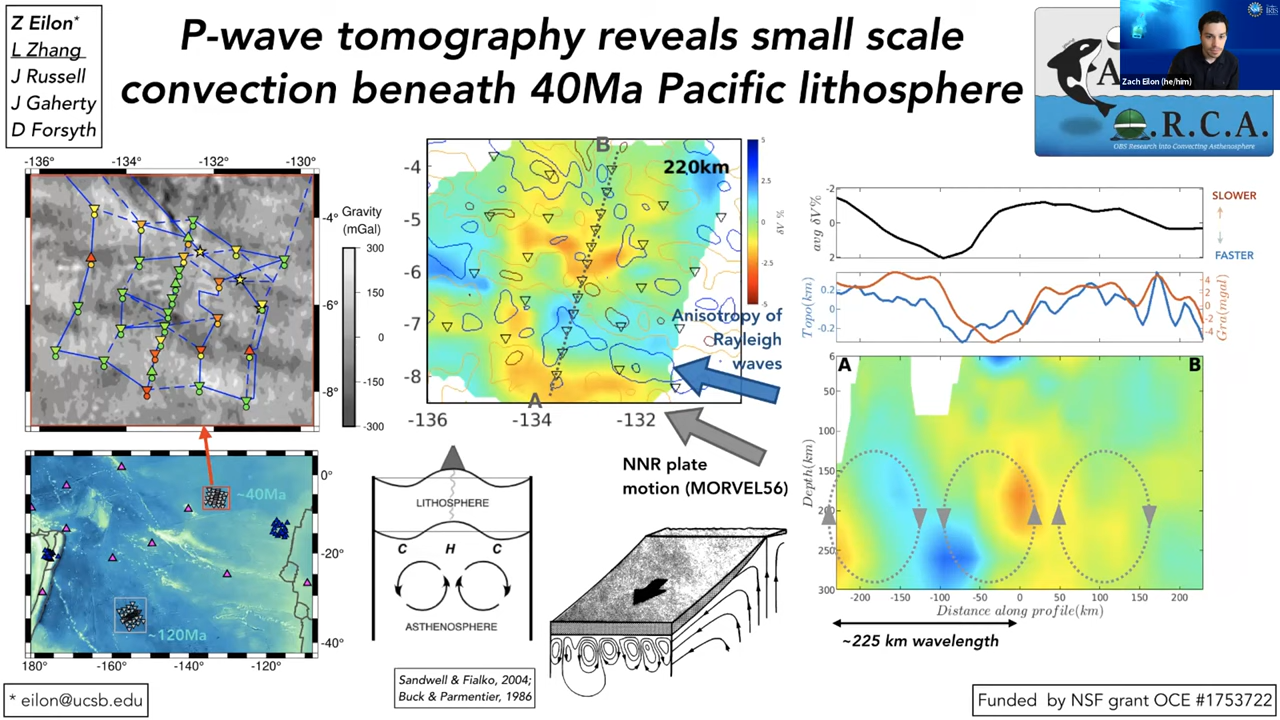 Z Eilon*
L Zhang
J Russell
J Gaherty
D Forsyth
P-wave tomography reveals small scale
convection beneath 40Ma Pacific lithosphere
Zach Eilon (he/him)
A
.R.C.A.
OBS Research Into Convecting Asthenosphere
-136 -134 -132 -130
-4°
-6°
-8°
Gravity
(mGal)
300
150
0
-150
-300
~40Ma
~120Ma
0°
-20°
-40°
180 -160 -140 -120
B
220km
-4
-5
-6
-7
-8
A
-136 -134 -132
5
2.5
0
-2.5
-5
δV %
Anisotropy of
Rayleigh
waves
NNR plate
motion (MORVEL56)
LITHOSPHERE
C H C
ASTHENOSPHERE
Sandwell & Fialko, 2004;
Buck & Parmentier, 1986
avg δV%
-2
0
2
SLOWER
FASTER
Topo(km)
0.2
0
-0.2
4
2
0
-2
-4
Gra(mgal)
A
B
Depth(km)
6
50
100
150
200
250
300
-200 -150 -100 -50 0 50 100 150 200
Distance along profile(km)
~225 km wavelength
* eilon@ucsb.edu
Funded by NSF grant OCE #1753722